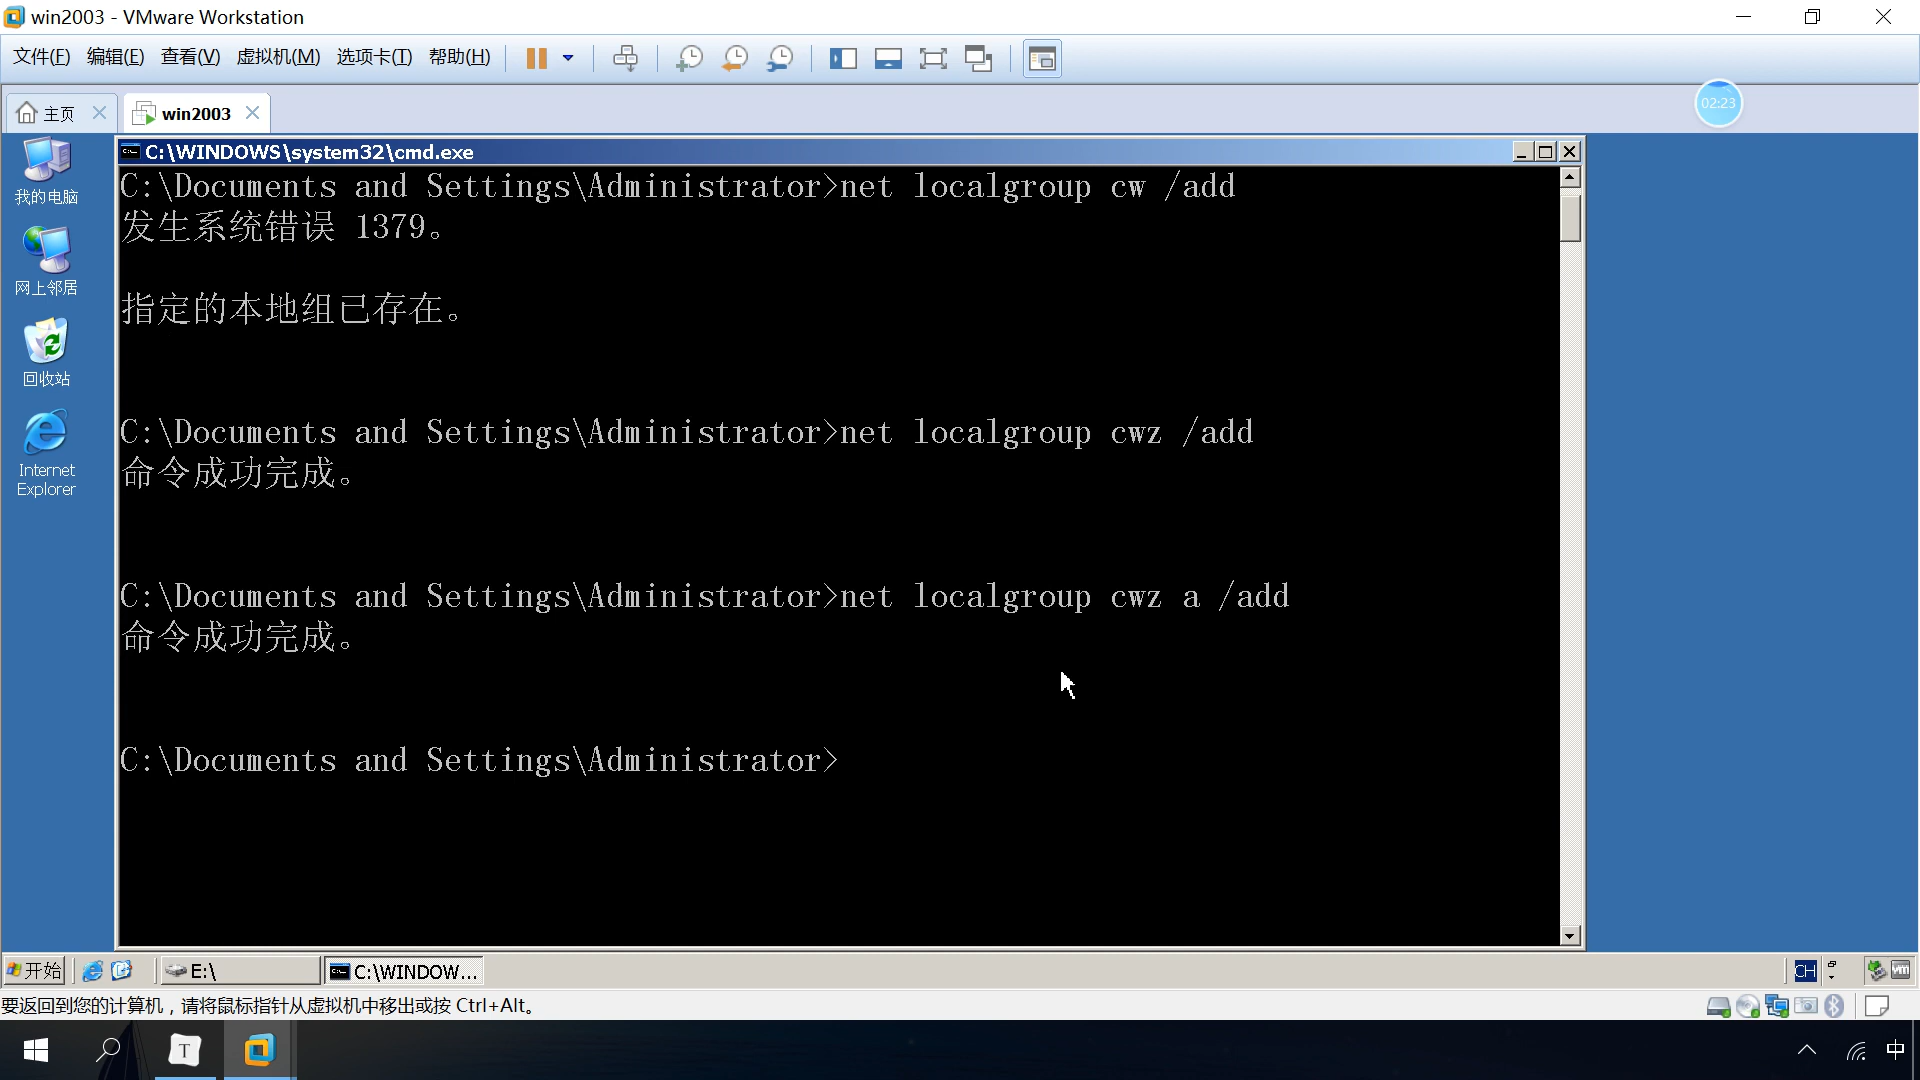 win2003 - VMware Workstation
文件(F) 编辑(E) 查看(V) 虚拟机(M) 选项卡(T) 帮助(H)
主页 win2003
02:23
C:\WINDOWS\system32\cmd.exe
我的电脑
网上邻居
回收站
Internet
Explorer
C:\Documents and Settings\Administrator>net localgroup cw /add
发生系统错误 1379。
指定的本地组已存在。
C:\Documents and Settings\Administrator>net localgroup cwz /add
命令成功完成。
C:\Documents and Settings\Administrator>net localgroup cwz a /add
命令成功完成。
C:\Documents and Settings\Administrator>
开始 E:\ C:\WINDOW... CH
要返回到您的计算机，请将鼠标指针从虚拟机中移出或按 Ctrl+Alt。
T 中